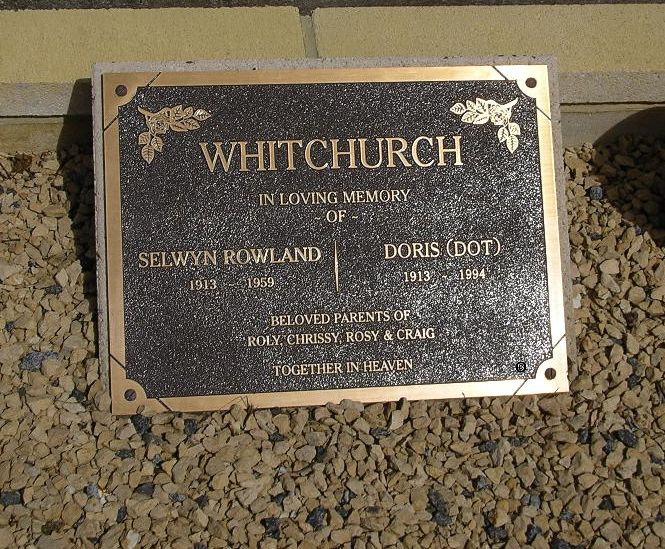 WHITCHURCH
IN LOVING MEMORY
~ OF ~
SELWYN ROWLAND
1913 - 1959
DORIS (DOT)
1913 - 1994
BELOVED PARENTS OF
ROLY, CHRISSY, ROSY & CRAIG
TOGETHER IN HEAVEN